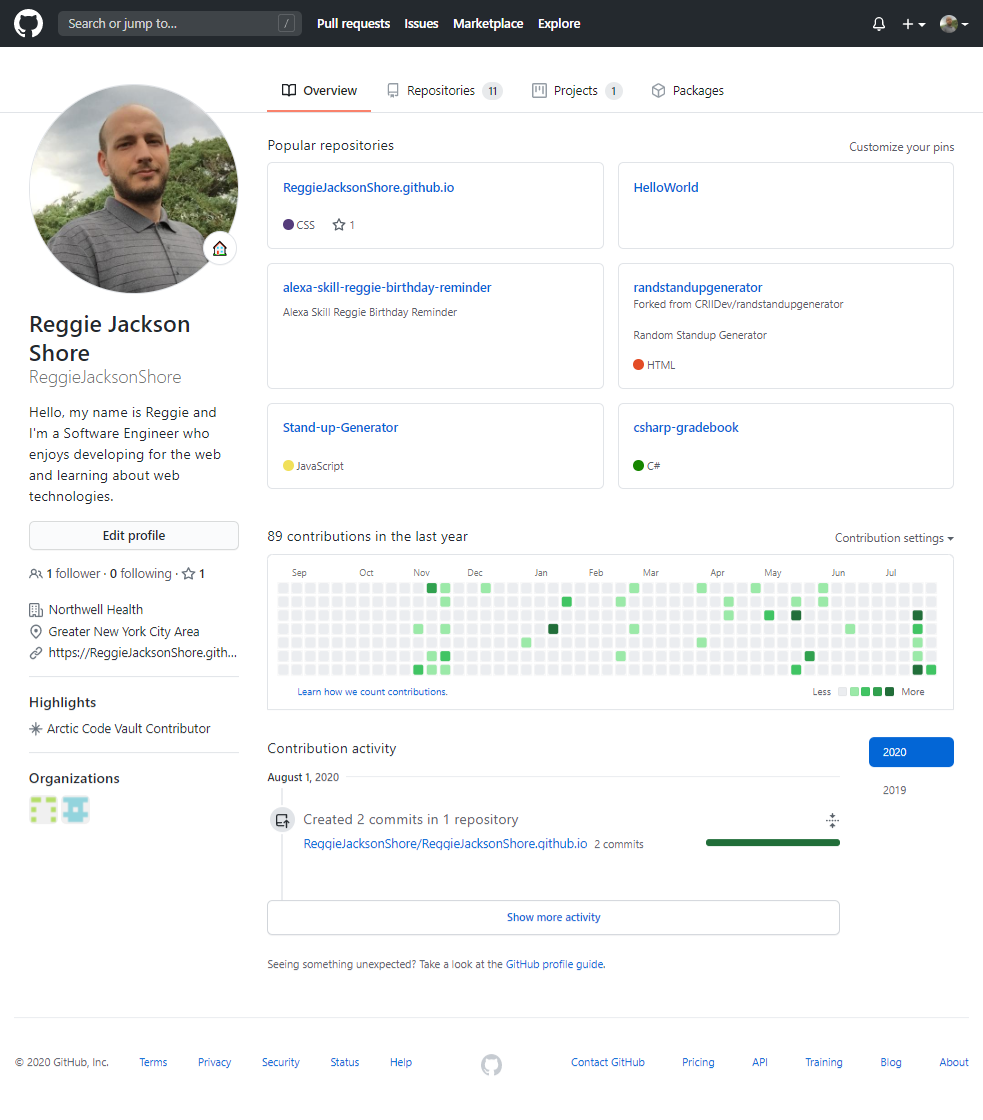 Search or jump to... /
Pull requests Issues Marketplace Explore
Overview Repositories 11 Projects 1 Packages
Reggie Jackson
Shore
ReggieJacksonShore
Hello, my name is Reggie and
I'm a Software Engineer who
enjoys developing for the web
and learning about web
technologies.
Edit profile
1 follower · 0 following · 1
Northwell Health
Greater New York City Area
https://ReggieJacksonShore.gith...
Highlights
Arctic Code Vault Contributor
Organizations
Popular repositories
Customize your pins
ReggieJacksonShore.github.io
CSS 1
HelloWorld
alexa-skill-reggie-birthday-reminder
Alexa Skill Reggie Birthday Reminder
randstandupgenerator
Forked from CRIIDev/randstandupgenerator
Random Standup Generator
HTML
Stand-up-Generator
JavaScript
csharp-gradebook
C#
89 contributions in the last year
Contribution settings
Sep Oct Nov Dec Jan Feb Mar Apr May Jun Jul
Learn how we count contributions.
Less More
Contribution activity
2020
2019
August 1, 2020
Created 2 commits in 1 repository
ReggieJacksonShore/ReggieJacksonShore.github.io 2 commits
Show more activity
Seeing something unexpected? Take a look at the GitHub profile guide.
© 2020 GitHub, Inc. Terms Privacy Security Status Help Contact GitHub Pricing API Training Blog About